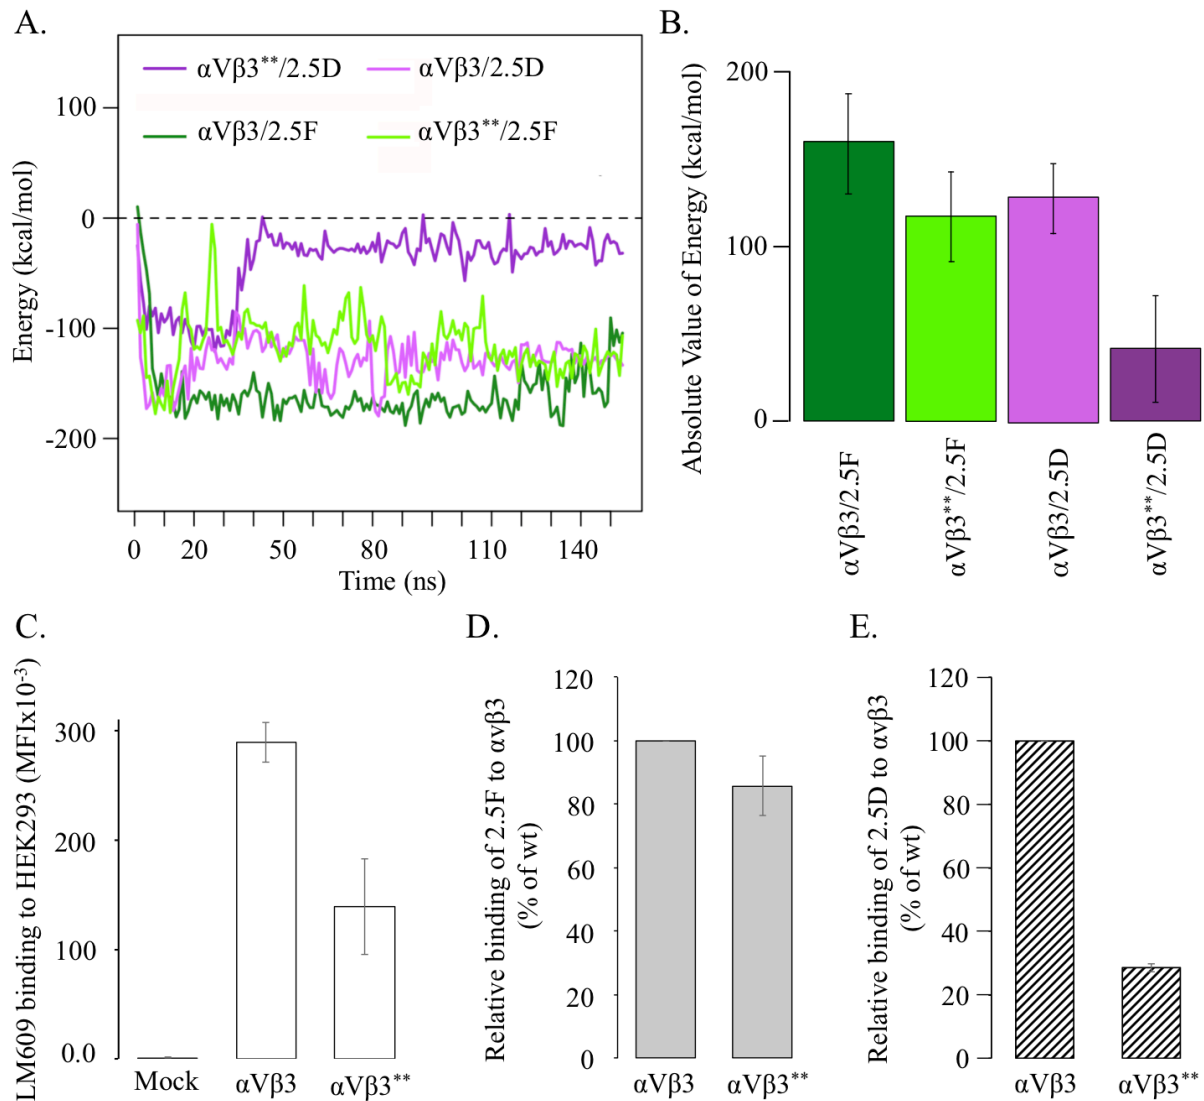 A.
αVβ3**/2.5D
αVβ3/2.5D
αVβ3/2.5F
αVβ3**/2.5F
Energy (kcal/mol)
100
0
-100
-200
0 20 50 80 110 140
Time (ns)
B.
Absolute Value of Energy (kcal/mol)
200
100
0
αVβ3/2.5F
αVβ3**/2.5F
αVβ3/2.5D
αVβ3**/2.5D
C.
LM609 binding to HEK293 (MFIx10-3)
300
200
100
0.0
Mock αVβ3 αVβ3**
D.
Relative binding of 2.5F to αvβ3
(% of wt)
120
100
80
60
40
20
0
αVβ3 αVβ3**
E.
Relative binding of 2.5D to αvβ3
(% of wt)
120
100
80
60
40
20
0
αVβ3 αVβ3**